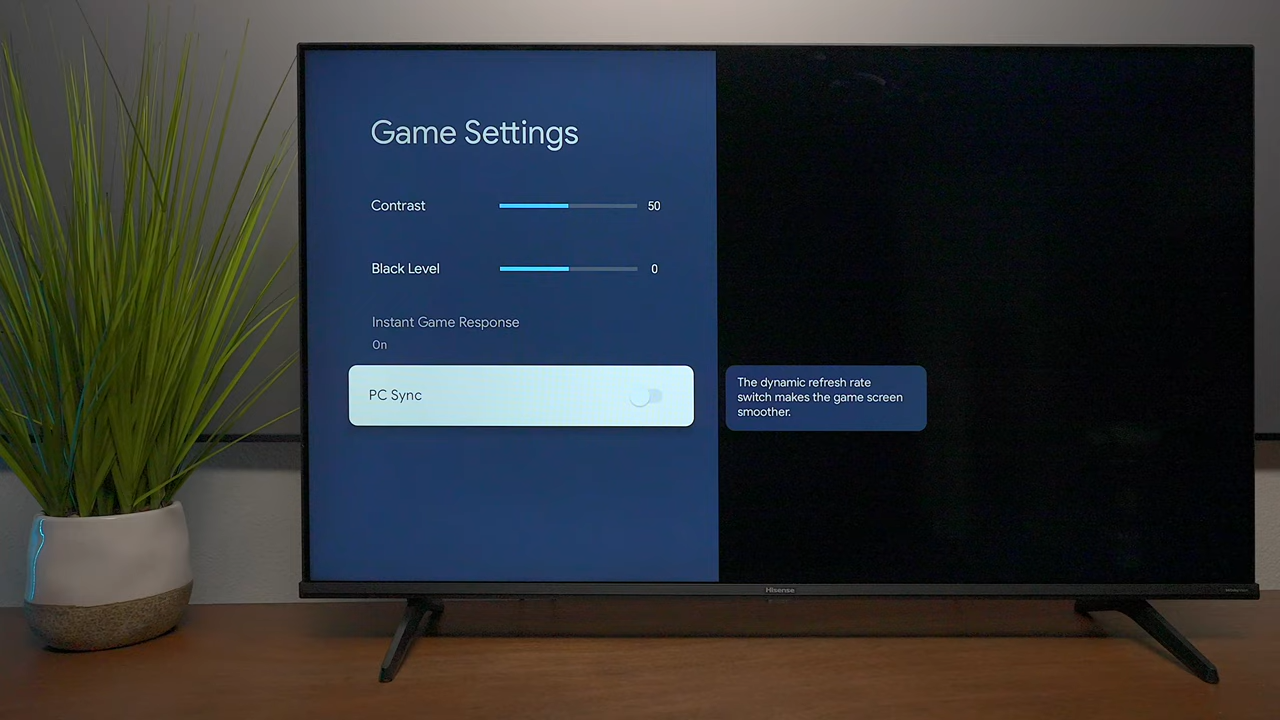 Game Settings
Contrast 50
Black Level 0
Instant Game Response
On
PC Sync
The dynamic refresh rate
switch makes the game screen
smoother.
Hisense